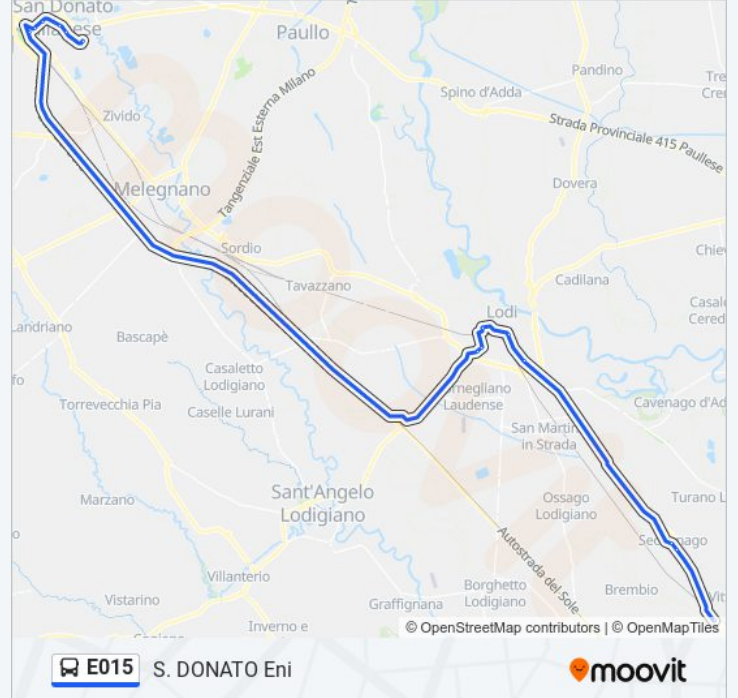 San Donato
Milanese
Paullo
Pandino
Spino d'Adda
Strada Provinciale 415 Paullese
Zivido
Tangenziale Est Esterna Milano
Melegnano
Dovera
Sordio
Cadilana
Tavazzano
Lodi
Landriano
Bascapè
Casaletto
Lodigiano
Cornegliano
Laudense
Torrevecchia Pia
Caselle Lurani
Cavenago d'Ad
San Martin
in Strada
Sant'Angelo
Lodigiano
Marzano
Ossago
Lodigiano
Turano L
Secugnago
Autostrada del Sole
Villanterio
Vistarino
Borghetto
Lodigiano
Brembio
Graffignana
Inverno e
© OpenStreetMap contributors | © OpenMapTiles
E015 S. DONATO Eni
moovit